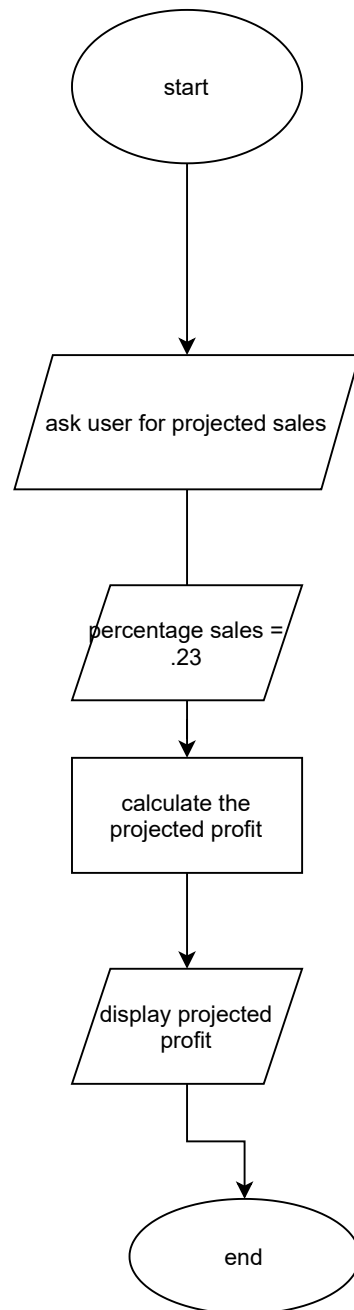 start
ask user for projected sales
percentage sales =
.23
calculate the
projected profit
display projected
profit
end